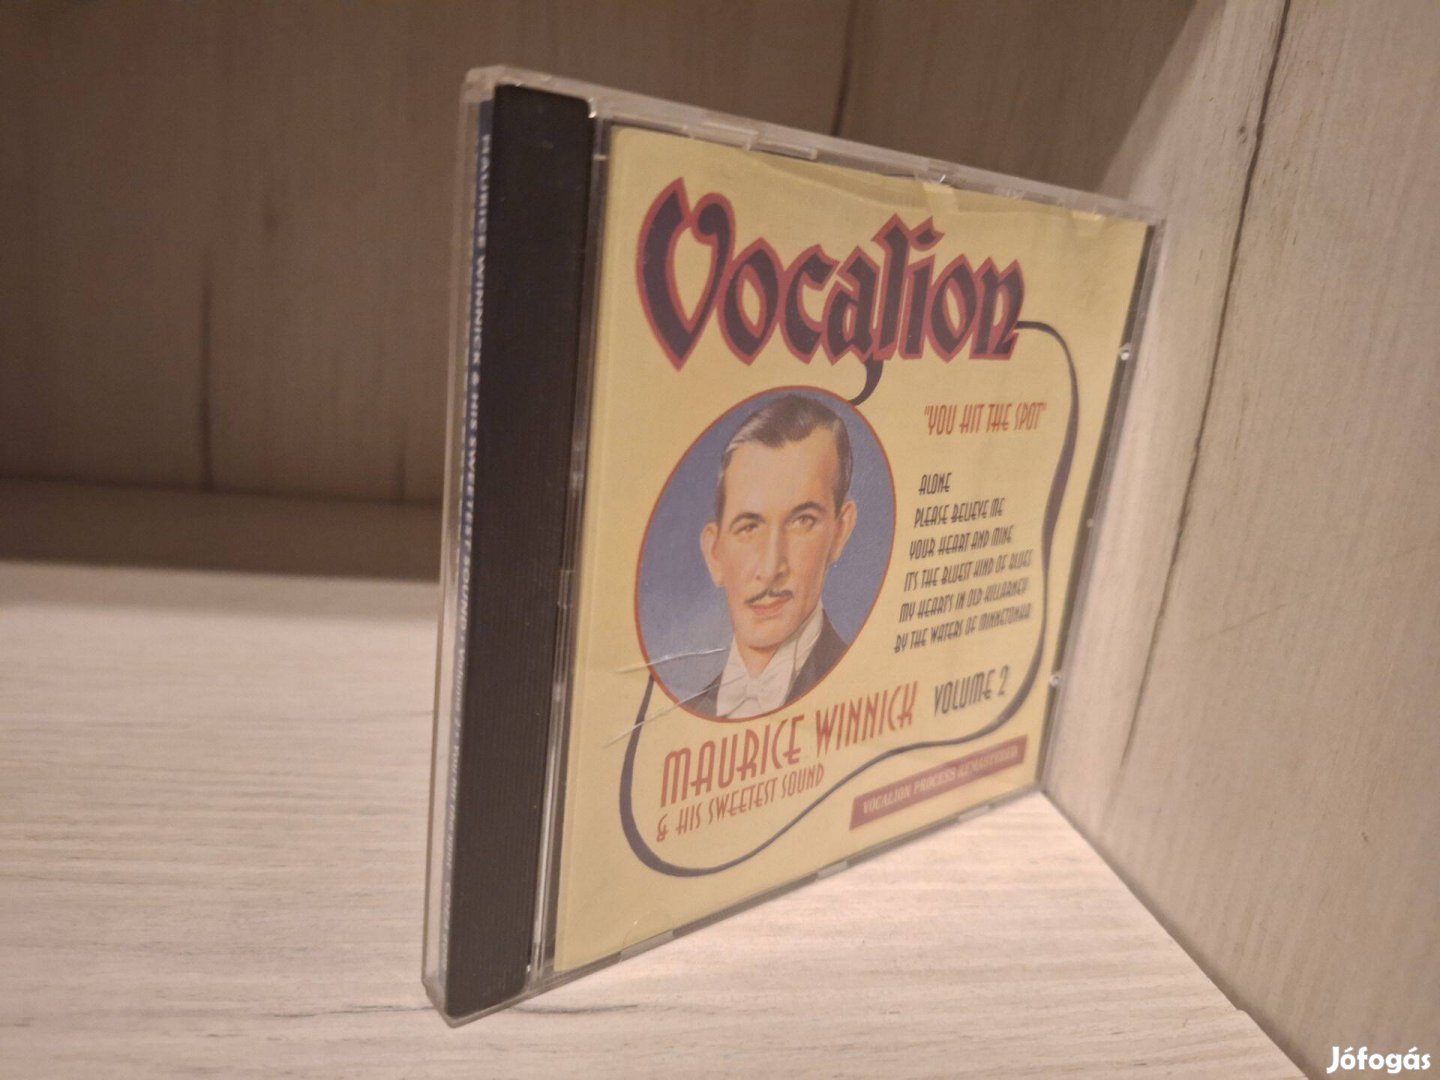 Vocalion
"YOU HIT THE SPOT"
ALONE
PLEASE BELIEVE ME
YOUR HEART AND MINE
IT'S THE BLUEST KIND OF BLUES
MY HEART'S IN OLD KILLARNEY
BY THE WATERS OF MINNETONKA
MAURICE WINNICK
VOLUME 2
& HIS SWEETEST SOUND
VOCALION PROCESS REMASTERED
MAURICE WINNICK & HIS SWEETEST SOUND
Jófogás